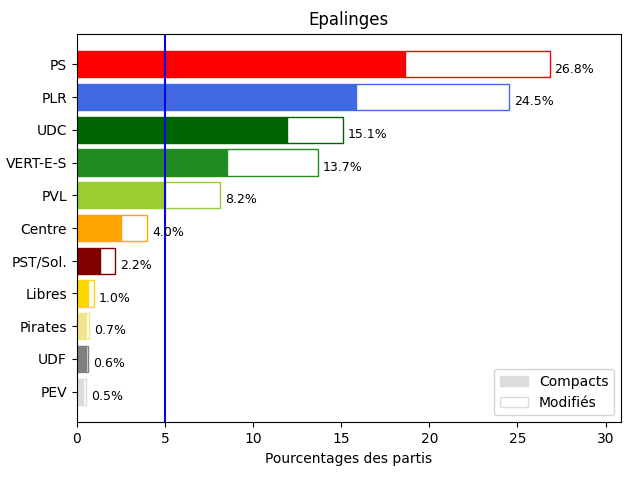 Epalinges
PS 26.8%
PLR 24.5%
UDC 15.1%
VERT-E-S 13.7%
PVL 8.2%
Centre 4.0%
PST/Sol. 2.2%
Libres 1.0%
Pirates 0.7%
UDF 0.6%
PEV 0.5%
Compacts
Modifiés
0 5 10 15 20 25 30
Pourcentages des partis